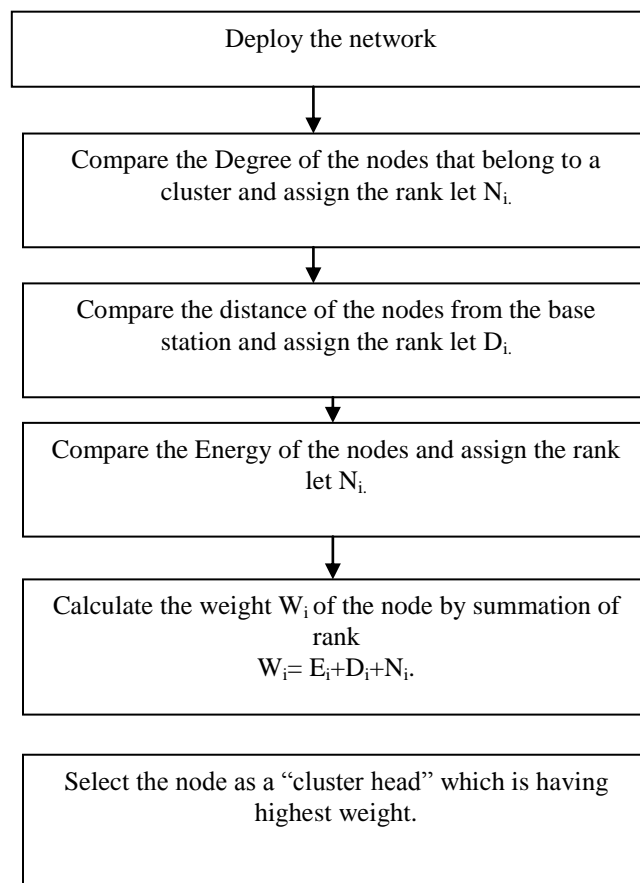 Deploy the network
Compare the Degree of the nodes that belong to a
cluster and assign the rank let Ni.
Compare the distance of the nodes from the base
station and assign the rank let Di.
Compare the Energy of the nodes and assign the rank
let Ni.
Calculate the weight Wi of the node by summation of
rank
Wi= Ei+Di+Ni.
Select the node as a “cluster head” which is having
highest weight.